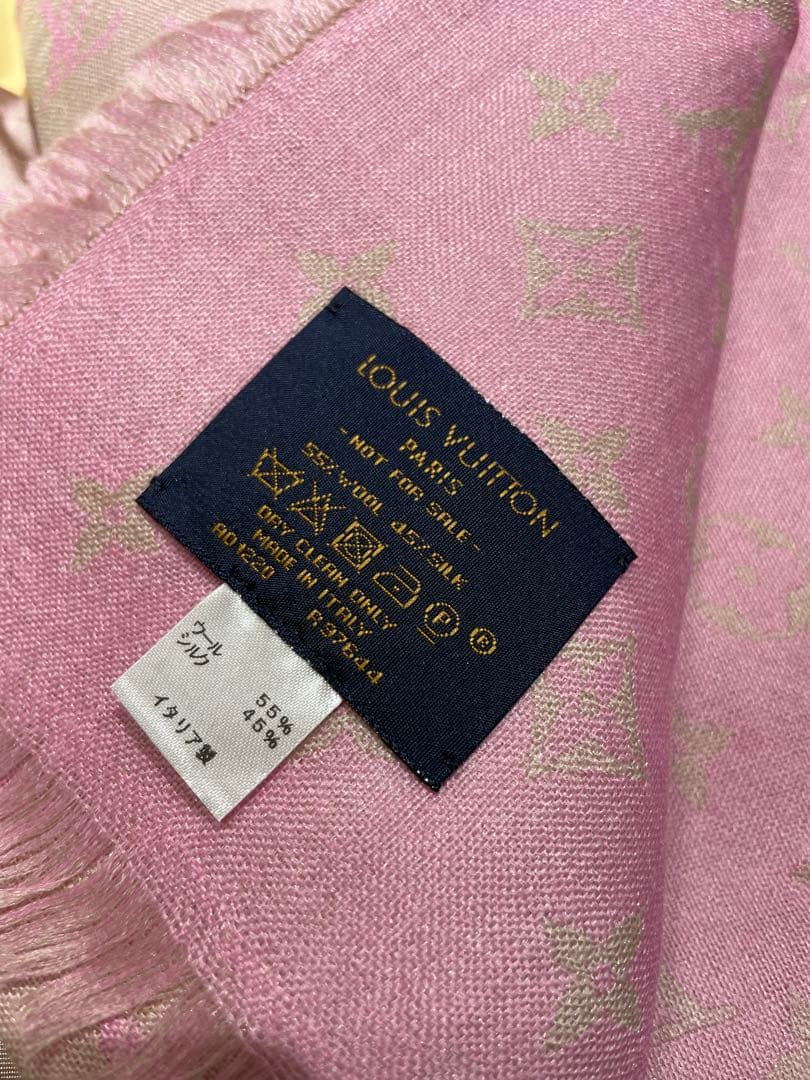 LOUIS VUITTON
PARIS
- NOT FOR SALE -
55% WOOL 45% SILK
P ®
DRY CLEAN ONLY
MADE IN ITALY
AD1220 R97644
ウール 55%
シルク 45%
イタリア製